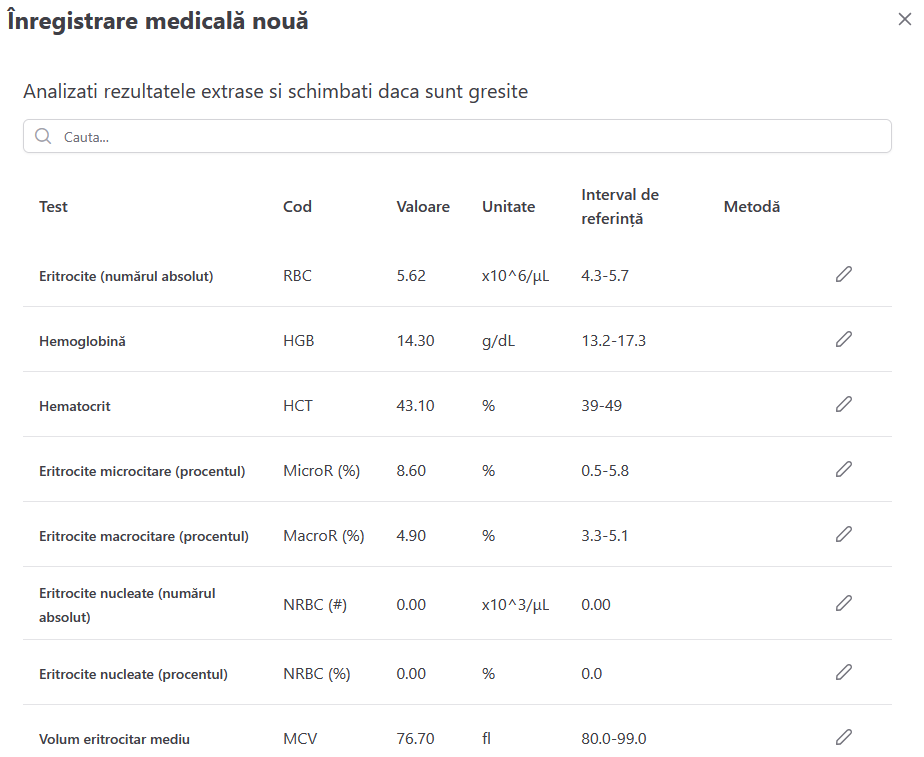 Înregistrare medicală nouă
Analizati rezultatele extrase si schimbati daca sunt gresite
Cauta...
Test Cod Valoare Unitate Interval de referință Metodă
Eritrocite (numărul absolut) RBC 5.62 x10^6/µL 4.3-5.7
Hemoglobină HGB 14.30 g/dL 13.2-17.3
Hematocrit HCT 43.10 % 39-49
Eritrocite microcitare (procentul) MicroR (%) 8.60 % 0.5-5.8
Eritrocite macrocitare (procentul) MacroR (%) 4.90 % 3.3-5.1
Eritrocite nucleate (numărul absolut) NRBC (#) 0.00 x10^3/µL 0.00
Eritrocite nucleate (procentul) NRBC (%) 0.00 % 0.0
Volum eritrocitar mediu MCV 76.70 fl 80.0-99.0